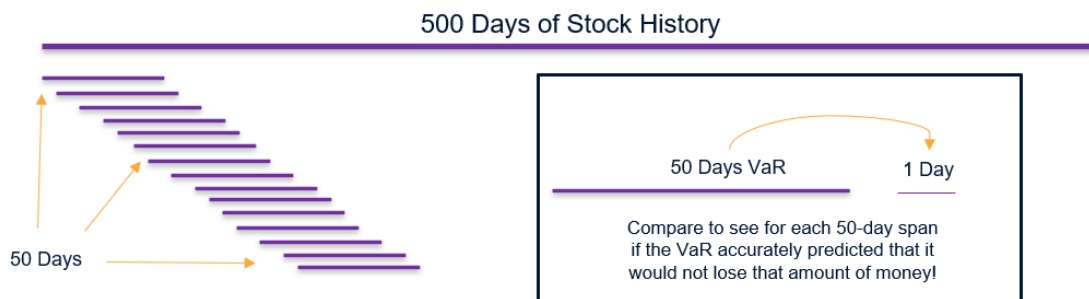 500 Days of Stock History
50 Days
50 Days VaR
1 Day
Compare to see for each 50-day span
if the VaR accurately predicted that it
would not lose that amount of money!